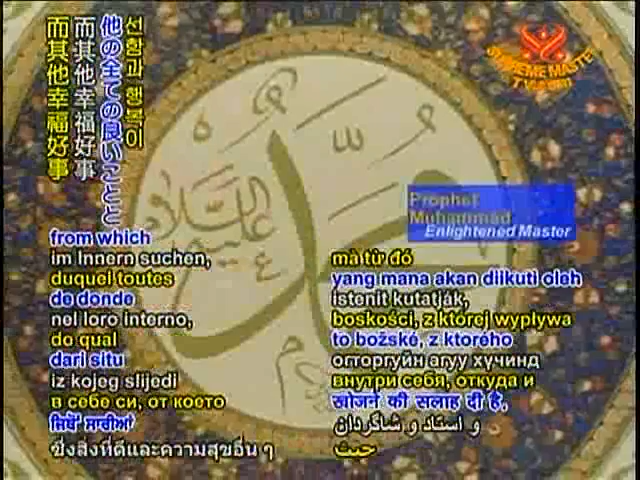 선함과 행복이
他の全ての良いことと
而其他幸福好事
而其他幸福好事
SUPREME MASTER
Prophet
Muhammad
Enlightened Master
from which
im Innern suchen,
duquel toutes
de donde
nel loro interno,
do qual
dari situ
iz kojeg slijedi
в себе си, от което
ਜਿਥੋਂ ਸਾਰੀਆਂ
ซึ่งสิ่งที่ดีและความสุขอื่น ๆ
mà từ đó
yang mana akan diikuti oleh
istenit kutatják,
boskości, z której wypływa
to božské, z ktorého
огторгуйн агуу хүчинд
внутри себя, откуда и
खोजने की सलाह दी है,
و استاد و شاگردان
حيث